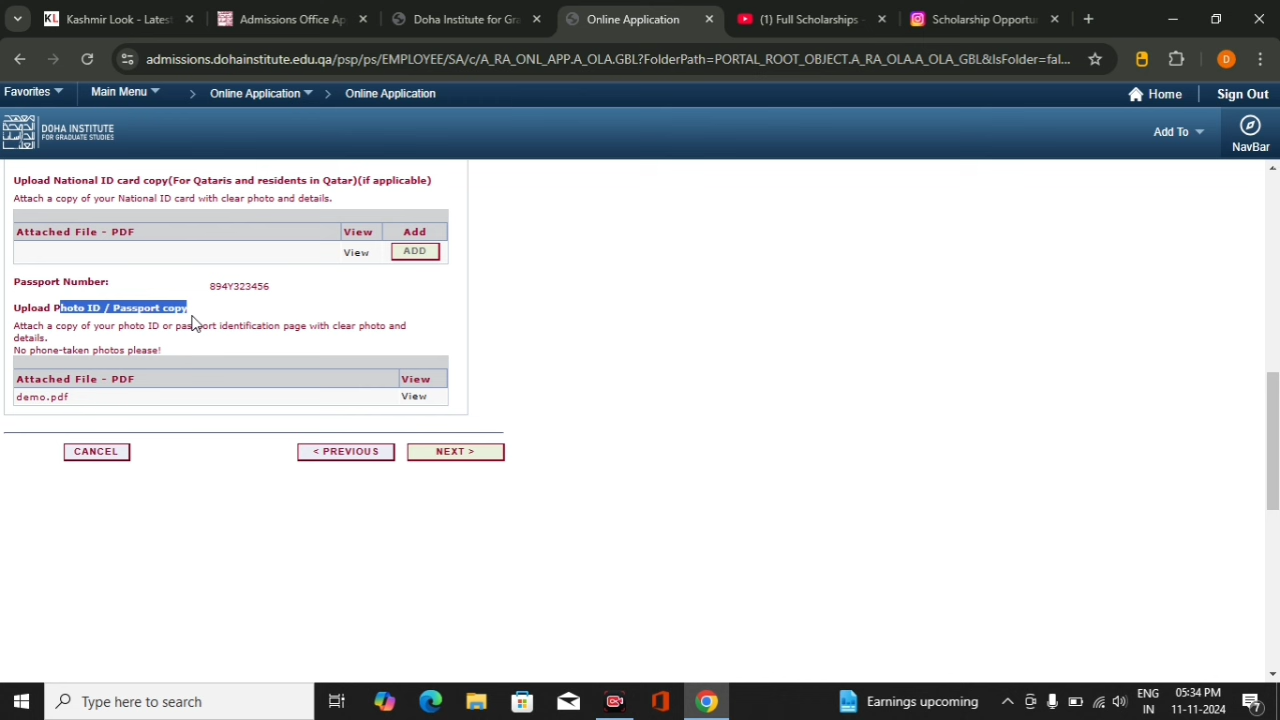 Kashmir Look - Latest
Admissions Office Ap
Doha Institute for Gra
Online Application
(1) Full Scholarships -
Scholarship Opportu
admissions.dohainstitute.edu.qa/psp/ps/EMPLOYEE/SA/c/A_RA_ONL_APP.A_OLA.GBL?FolderPath=PORTAL_ROOT_OBJECT.A_RA_OLA.A_OLA_GBL&IsFolder=fal...
D
Favorites
Main Menu
>
Online Application
>
Online Application
Home
Sign Out
DOHA INSTITUTE
FOR GRADUATE STUDIES
Add To
NavBar
Upload National ID card copy(For Qataris and residents in Qatar)(if applicable)
Attach a copy of your National ID card with clear photo and details.
Attached File - PDF View Add
View ADD
Passport Number: 894Y323456
Upload Photo ID / Passport copy
Attach a copy of your photo ID or passport identification page with clear photo and
details.
No phone-taken photos please!
Attached File - PDF View
demo.pdf View
CANCEL < PREVIOUS NEXT >
Type here to search
Earnings upcoming
ENG 05:34 PM
IN 11-11-2024
7